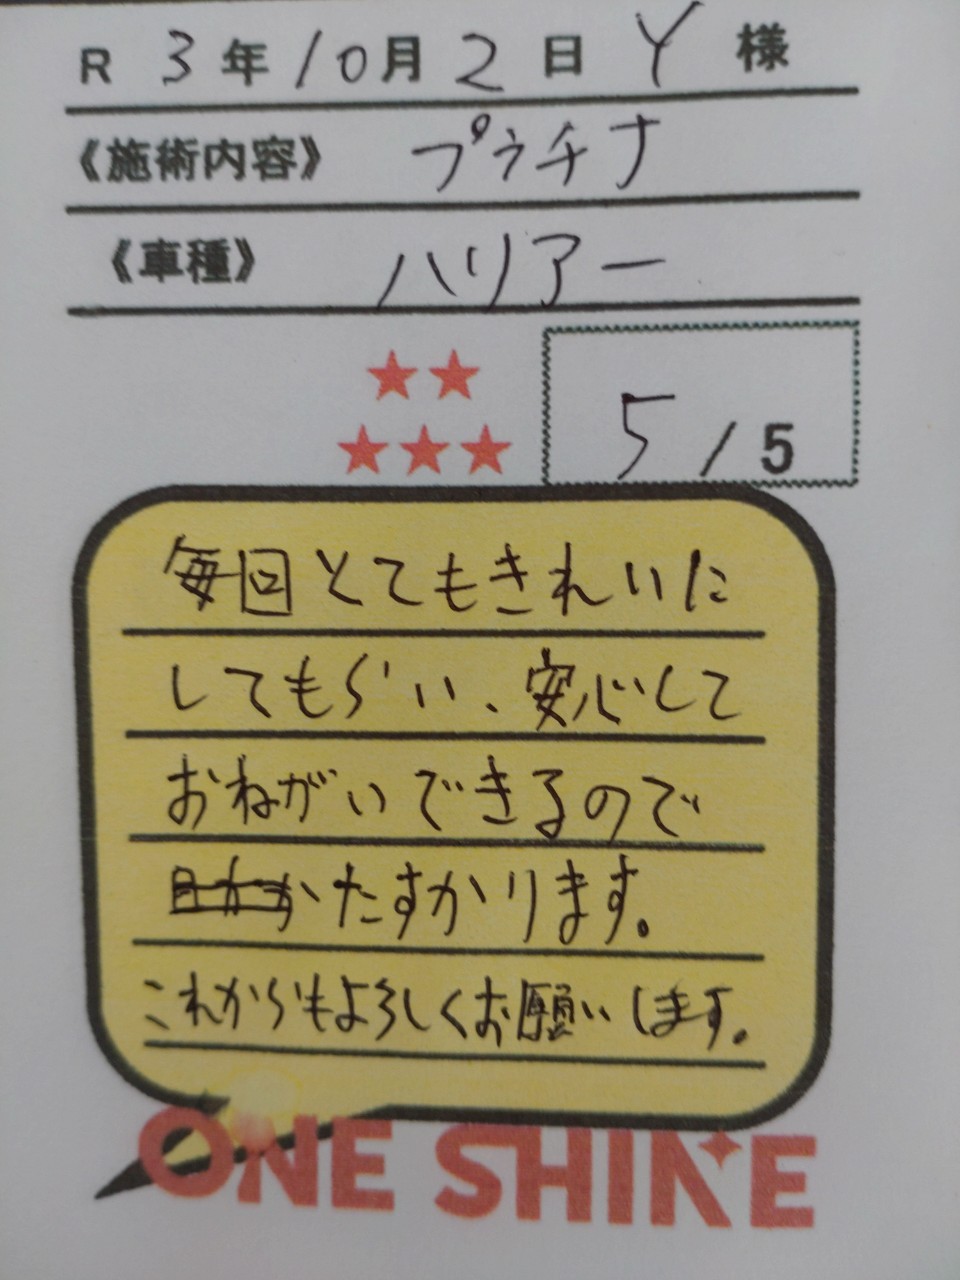 R 3年10月2日 Y 様
《施術内容》 プラチナ
《車種》 ハリアー
5/5
毎回とてもきれいに
してもらい、安心して
おねがいできるので
たすかります。
これからもよろしくお願いします。
ONE SHINE